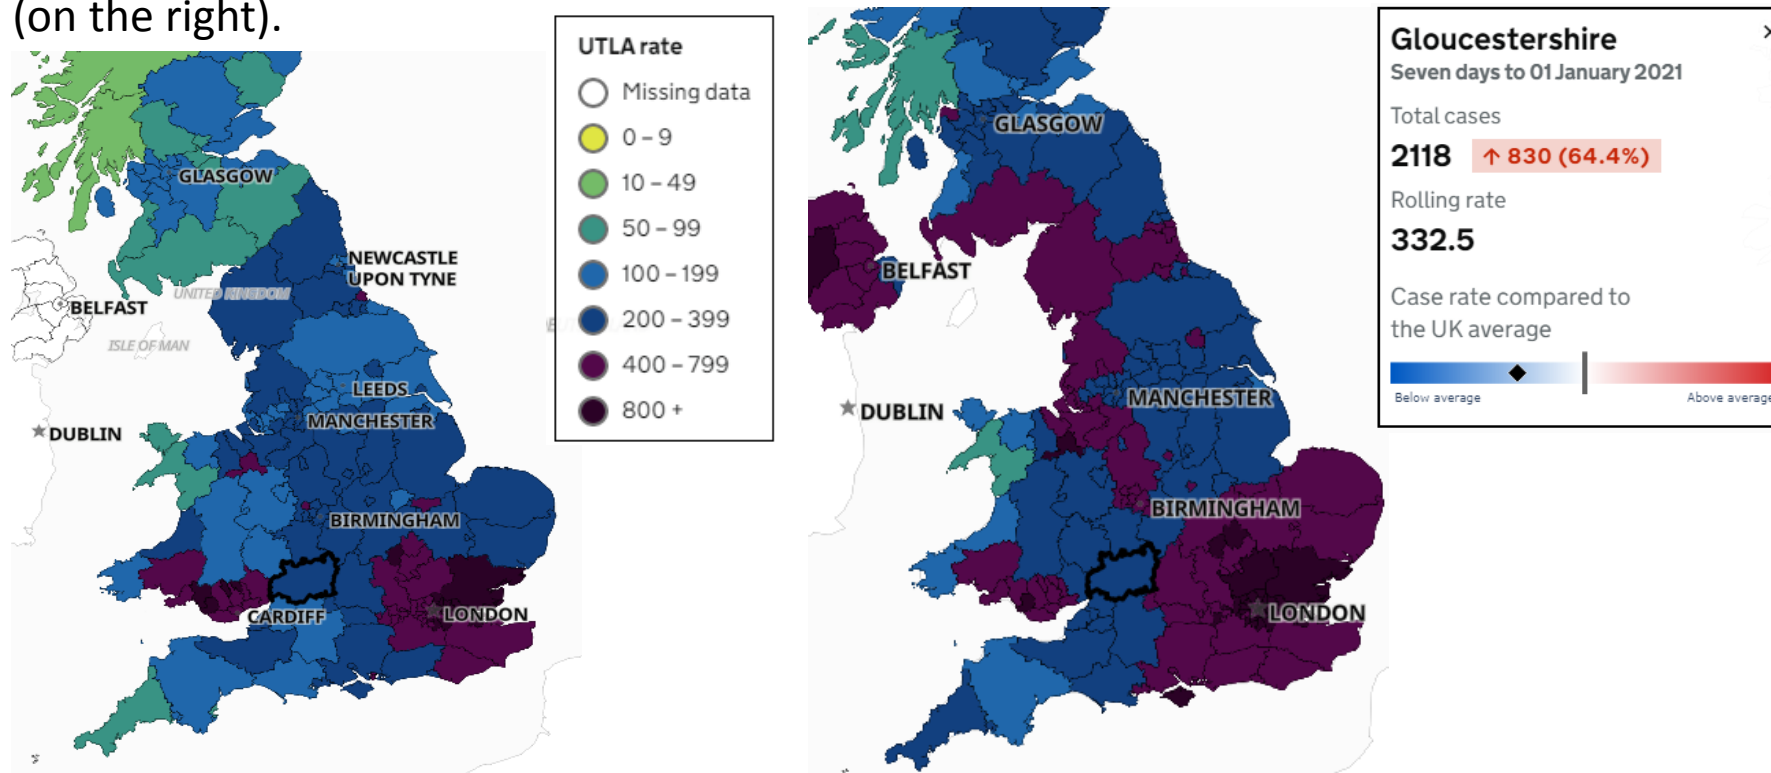 (on the right).
GLASGOW
NEWCASTLE
UPON TYNE
UNITED KINGDOM
BELFAST
ISLE OF MAN
LEEDS
MANCHESTER
DUBLIN
BIRMINGHAM
CARDIFF
LONDON
UTLA rate
Missing data
0 – 9
10 – 49
50 – 99
100 – 199
200 – 399
400 – 799
800 +
GLASGOW
BELFAST
MANCHESTER
DUBLIN
BIRMINGHAM
LONDON
Gloucestershire
Seven days to 01 January 2021
Total cases
2118 ↑ 830 (64.4%)
Rolling rate
332.5
Case rate compared to
the UK average
Below average Above average